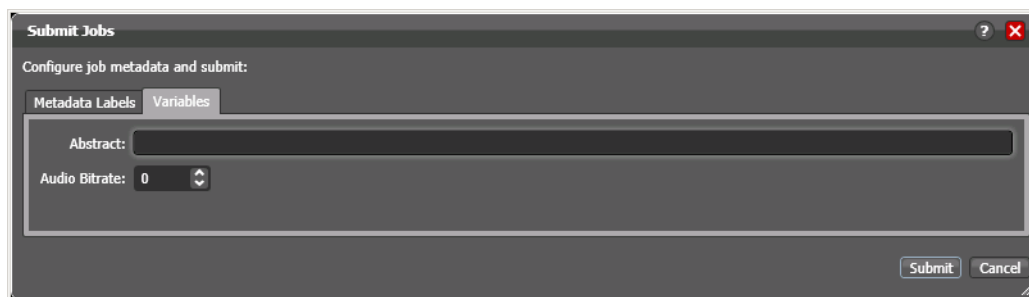 Submit Jobs ?
Configure job metadata and submit:
Metadata Labels Variables
Abstract:
Audio Bitrate: 0
Submit Cancel